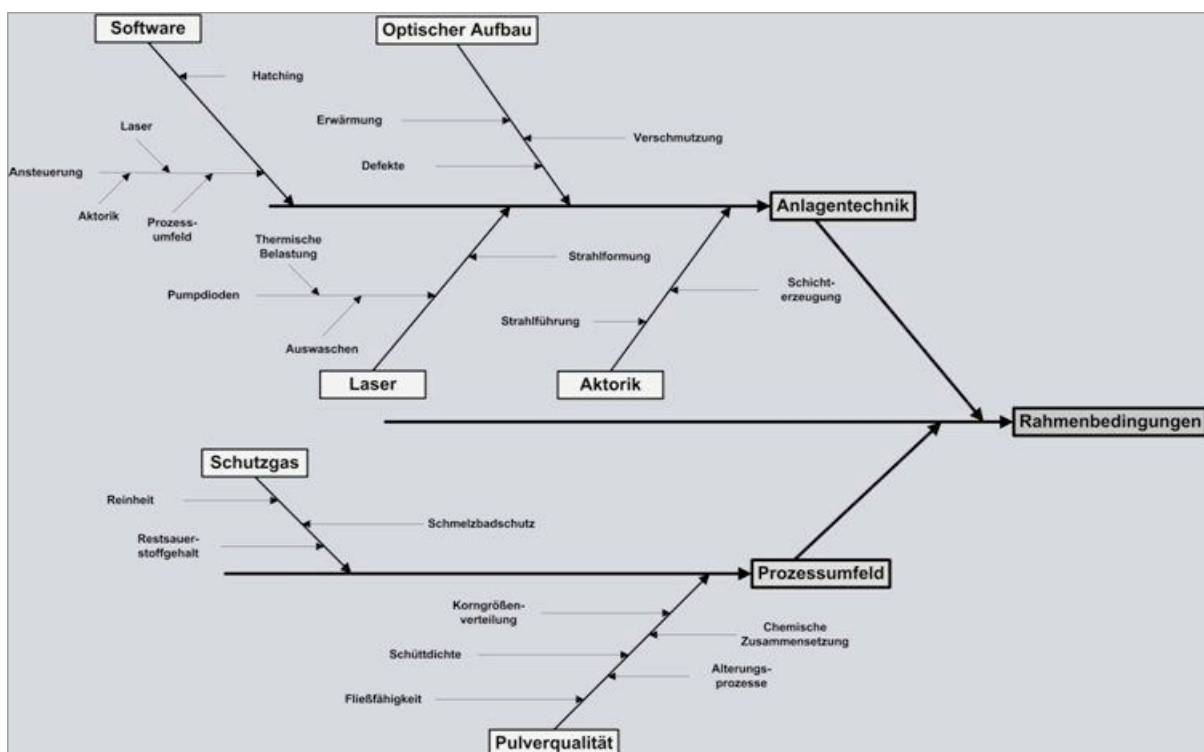 Software
Optischer Aufbau
Hatching
Erwärmung
Laser
Verschmutzung
Defekte
Ansteuerung
Aktorik
Prozess-
umfeld
Anlagentechnik
Thermische
Belastung
Strahlformung
Schicht-
erzeugung
Pumpdioden
Strahlführung
Auswaschen
Laser
Aktorik
Rahmenbedingungen
Schutzgas
Reinheit
Schmelzbadschutz
Restsauer-
stoffgehalt
Prozessumfeld
Korngrößen-
verteilung
Chemische
Zusammensetzung
Schüttdichte
Alterungs-
prozesse
Fließfähigkeit
Pulverqualität